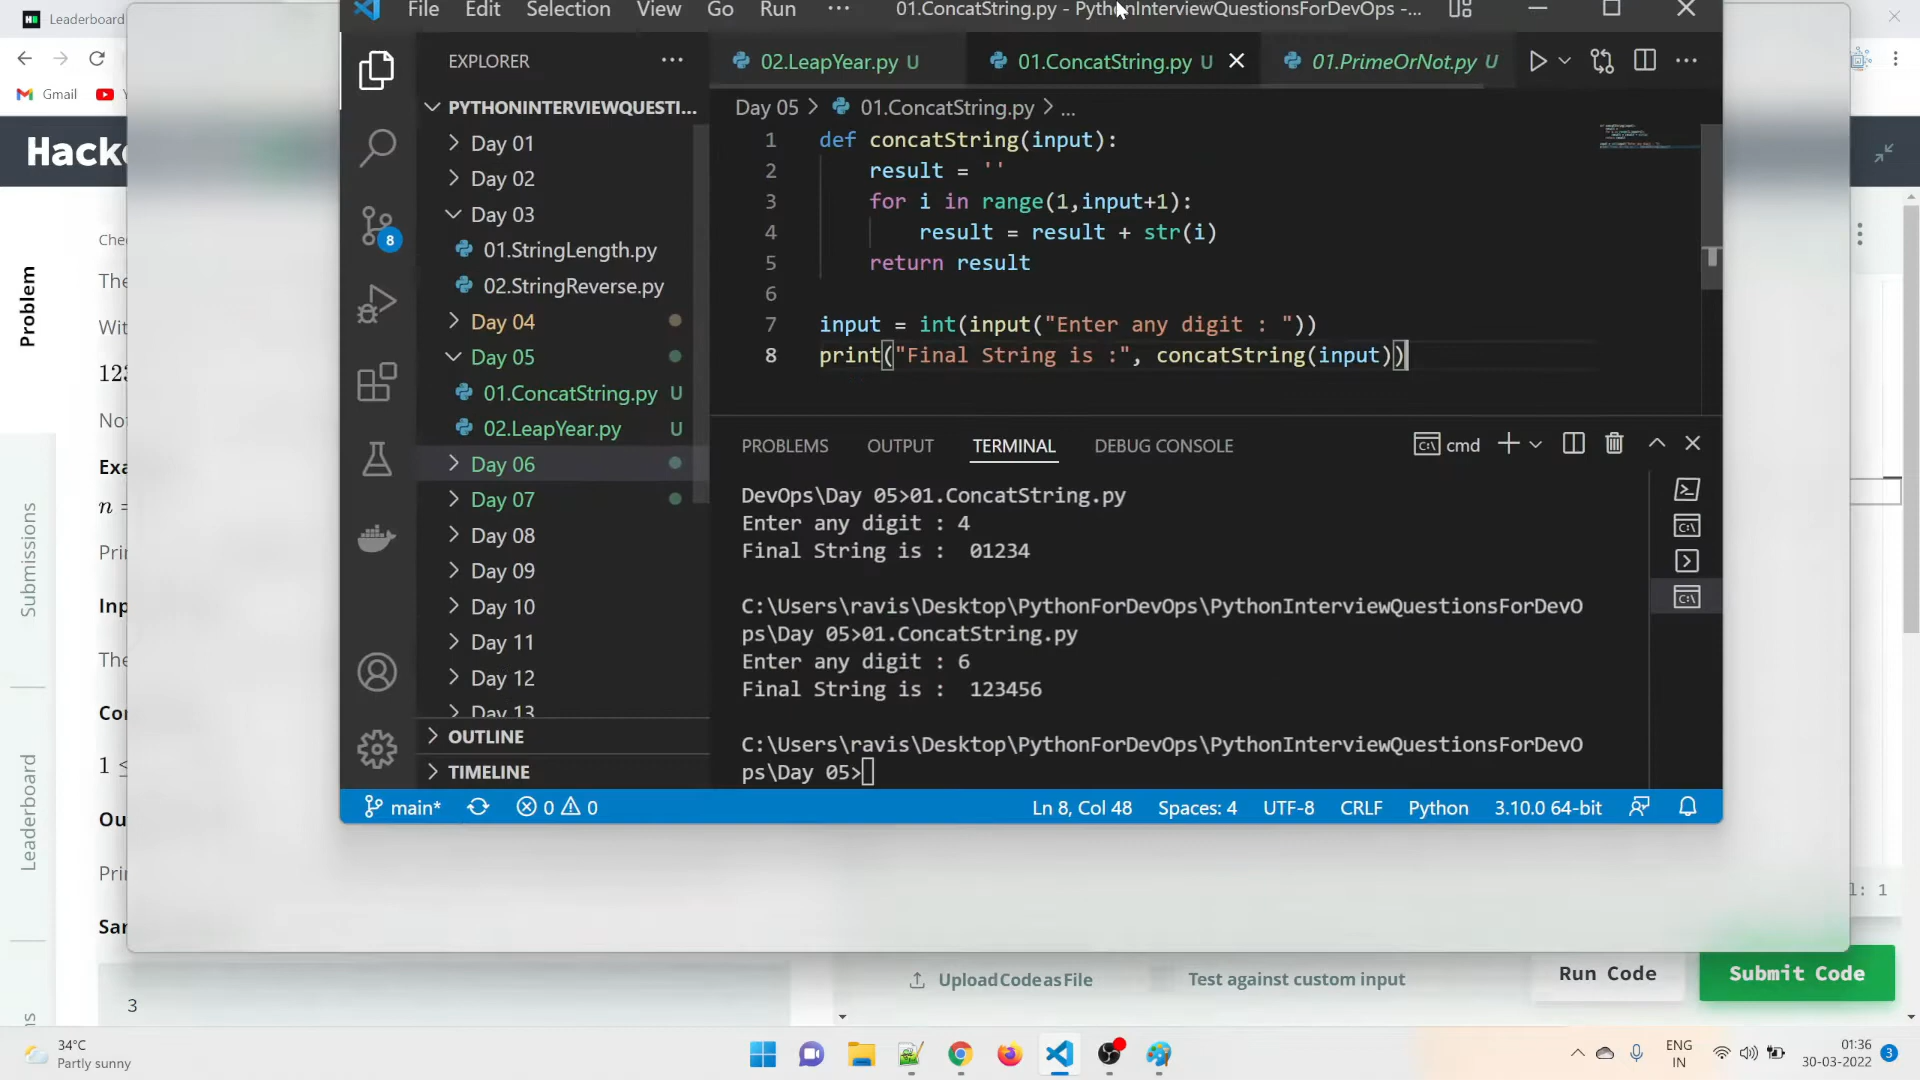 Leaderboard
File Edit Selection View Go Run ··· 01.ConcatString.py - PythonInterviewQuestionsForDevOps -...
EXPLORER ···
02.LeapYear.py U
01.ConcatString.py U
01.PrimeOrNot.py U
Gmail
PYTHONINTERVIEWQUESTI...
Day 05 > 01.ConcatString.py > ...
Day 01
Day 02
Day 03
01.StringLength.py
02.StringReverse.py
Day 04
Day 05
01.ConcatString.py U
02.LeapYear.py U
Day 06
Day 07
Day 08
Day 09
Day 10
Day 11
Day 12
Day 13
OUTLINE
TIMELINE
8
1 def concatString(input):
2 result = ''
3 for i in range(1,input+1):
4 result = result + str(i)
5 return result
6
7 input = int(input("Enter any digit : "))
8 print("Final String is :", concatString(input))
PROBLEMS OUTPUT TERMINAL DEBUG CONSOLE cmd
DevOps\Day 05>01.ConcatString.py
Enter any digit : 4
Final String is :  01234
C:\Users\ravis\Desktop\PythonForDevOps\PythonInterviewQuestionsForDevO
ps\Day 05>01.ConcatString.py
Enter any digit : 6
Final String is :  123456
C:\Users\ravis\Desktop\PythonForDevOps\PythonInterviewQuestionsForDevO
ps\Day 05>
main* 0 0 Ln 8, Col 48 Spaces: 4 UTF-8 CRLF Python 3.10.0 64-bit
Problem
Submissions
Leaderboard
123
n =
1 ≤
3
Upload Code as File Test against custom input Run Code Submit Code
34°C
Partly sunny
ENG
IN
01:36
30-03-2022
3